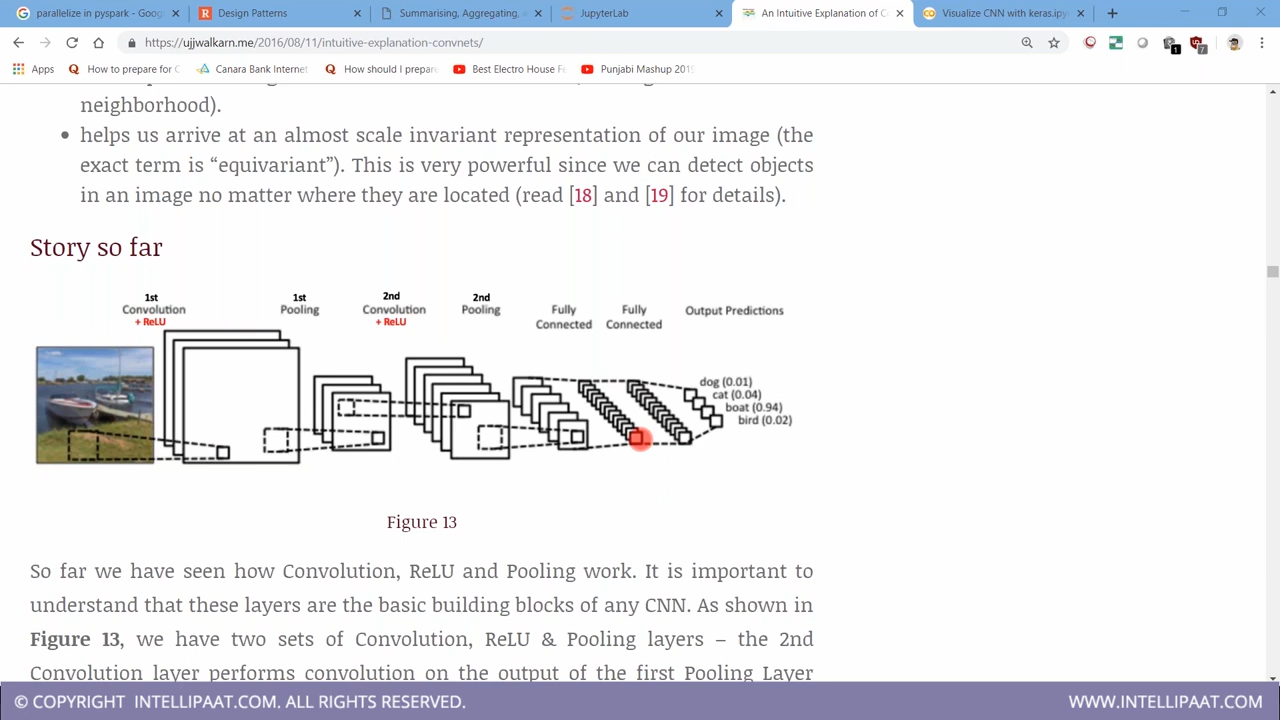 parallelize in pyspark - Goog
Design Patterns
Summarising, Aggregating,
JupyterLab
An Intuitive Explanation of C
Visualize CNN with keras.ipy
https://ujjwalkarn.me/2016/08/11/intuitive-explanation-convnets/
1
7
Apps
How to prepare for C
Canara Bank Internet
How should I prepare
Best Electro House Fe
Punjabi Mashup 2019
neighborhood).
• helps us arrive at an almost scale invariant representation of our image (the
exact term is “equivariant”). This is very powerful since we can detect objects
in an image no matter where they are located (read [18] and [19] for details).
Story so far
1st
Convolution
+ ReLU
1st
Pooling
2nd
Convolution
+ ReLU
2nd
Pooling
Fully
Connected
Fully
Connected
Output Predictions
dog (0.01)
cat (0.04)
boat (0.94)
bird (0.02)
Figure 13
So far we have seen how Convolution, ReLU and Pooling work. It is important to
understand that these layers are the basic building blocks of any CNN. As shown in
Figure 13, we have two sets of Convolution, ReLU & Pooling layers – the 2nd
Convolution layer performs convolution on the output of the first Pooling Layer
© COPYRIGHT INTELLIPAAT.COM. ALL RIGHTS RESERVED.
WWW.INTELLIPAAT.COM